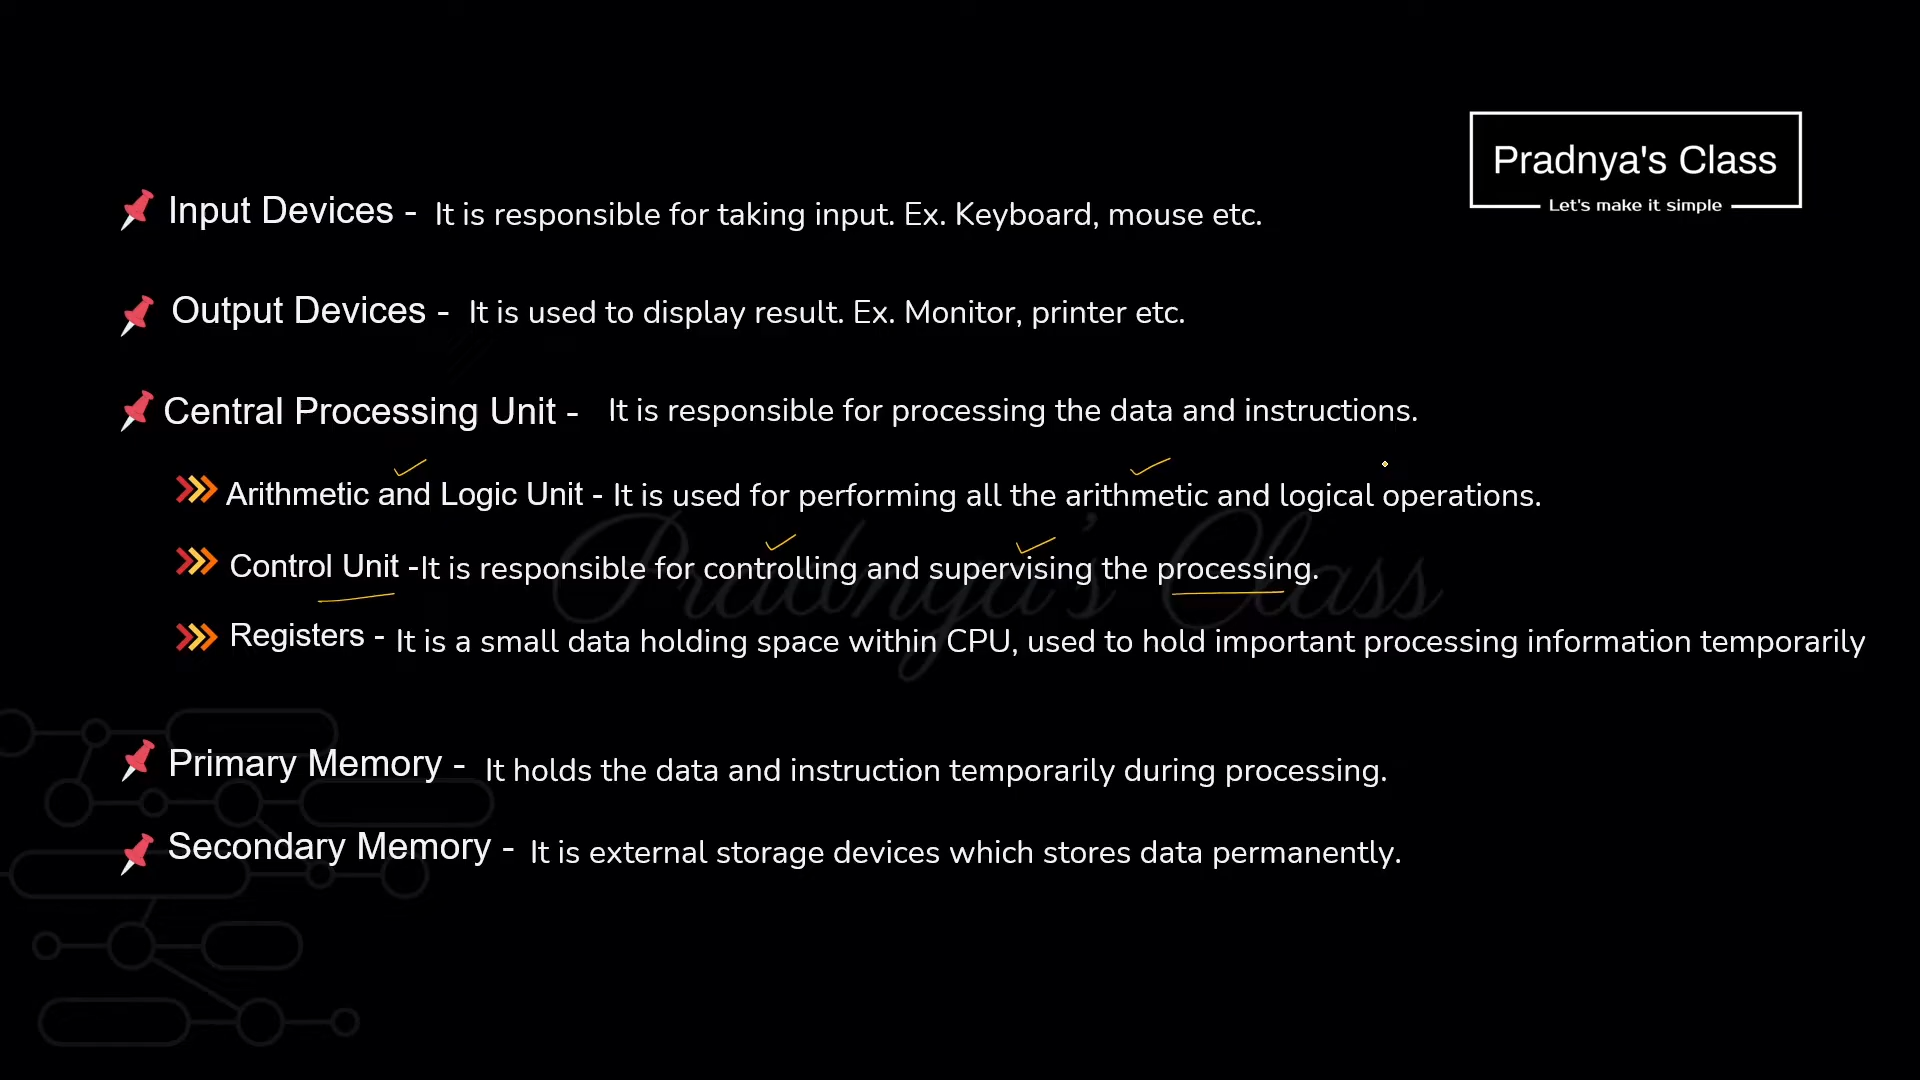 Pradnya's Class
Let's make it simple
Input Devices - It is responsible for taking input. Ex. Keyboard, mouse etc.
Output Devices - It is used to display result. Ex. Monitor, printer etc.
Central Processing Unit - It is responsible for processing the data and instructions.
Arithmetic and Logic Unit - It is used for performing all the arithmetic and logical operations.
Control Unit -It is responsible for controlling and supervising the processing.
Registers - It is a small data holding space within CPU, used to hold important processing information temporarily
Pradnya's Class
Primary Memory - It holds the data and instruction temporarily during processing.
Secondary Memory - It is external storage devices which stores data permanently.